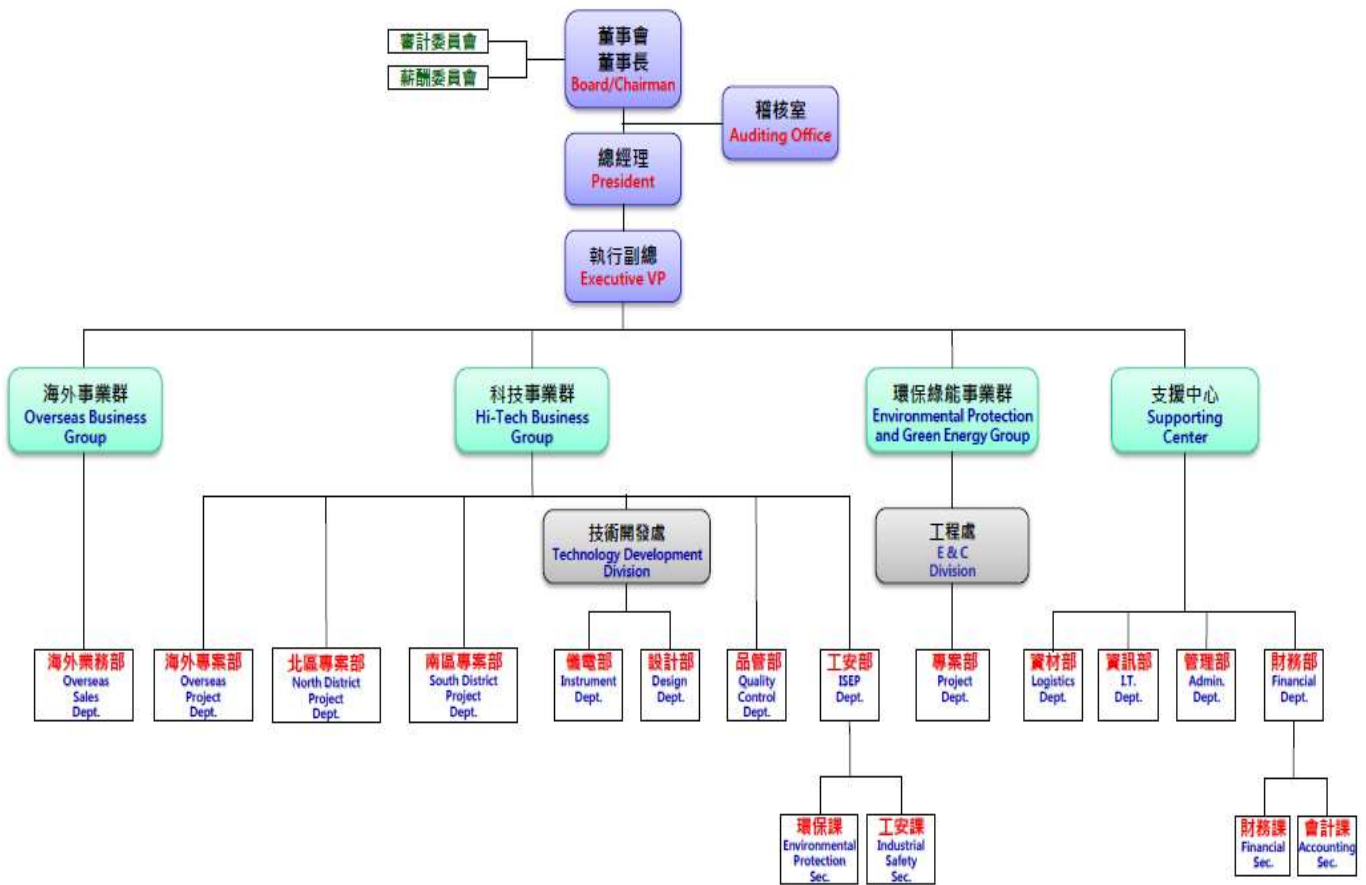 審計委員會
薪酬委員會
董事會
董事長
Board/Chairman
稽核室
Auditing Office
總經理
President
執行副總
Executive VP
海外事業群
Overseas Business
Group
科技事業群
Hi-Tech Business
Group
環保綠能事業群
Environmental Protection
and Green Energy Group
支援中心
Supporting
Center
技術開發處
Technology Development
Division
工程處
E & C
Division
海外業務部
Overseas
Sales
Dept.
海外專案部
Overseas
Project
Dept.
北區專案部
North District
Project
Dept.
南區專案部
South District
Project
Dept.
儀電部
Instrument
Dept.
設計部
Design
Dept.
品管部
Quality
Control
Dept.
工安部
ISEP
Dept.
專案部
Project
Dept.
資材部
Logistics
Dept.
資訊部
I.T.
Dept.
管理部
Admin.
Dept.
財務部
Financial
Dept.
環保課
Environmental
Protection
Sec.
工安課
Industrial
Safety
Sec.
財務課
Financial
Sec.
會計課
Accounting
Sec.